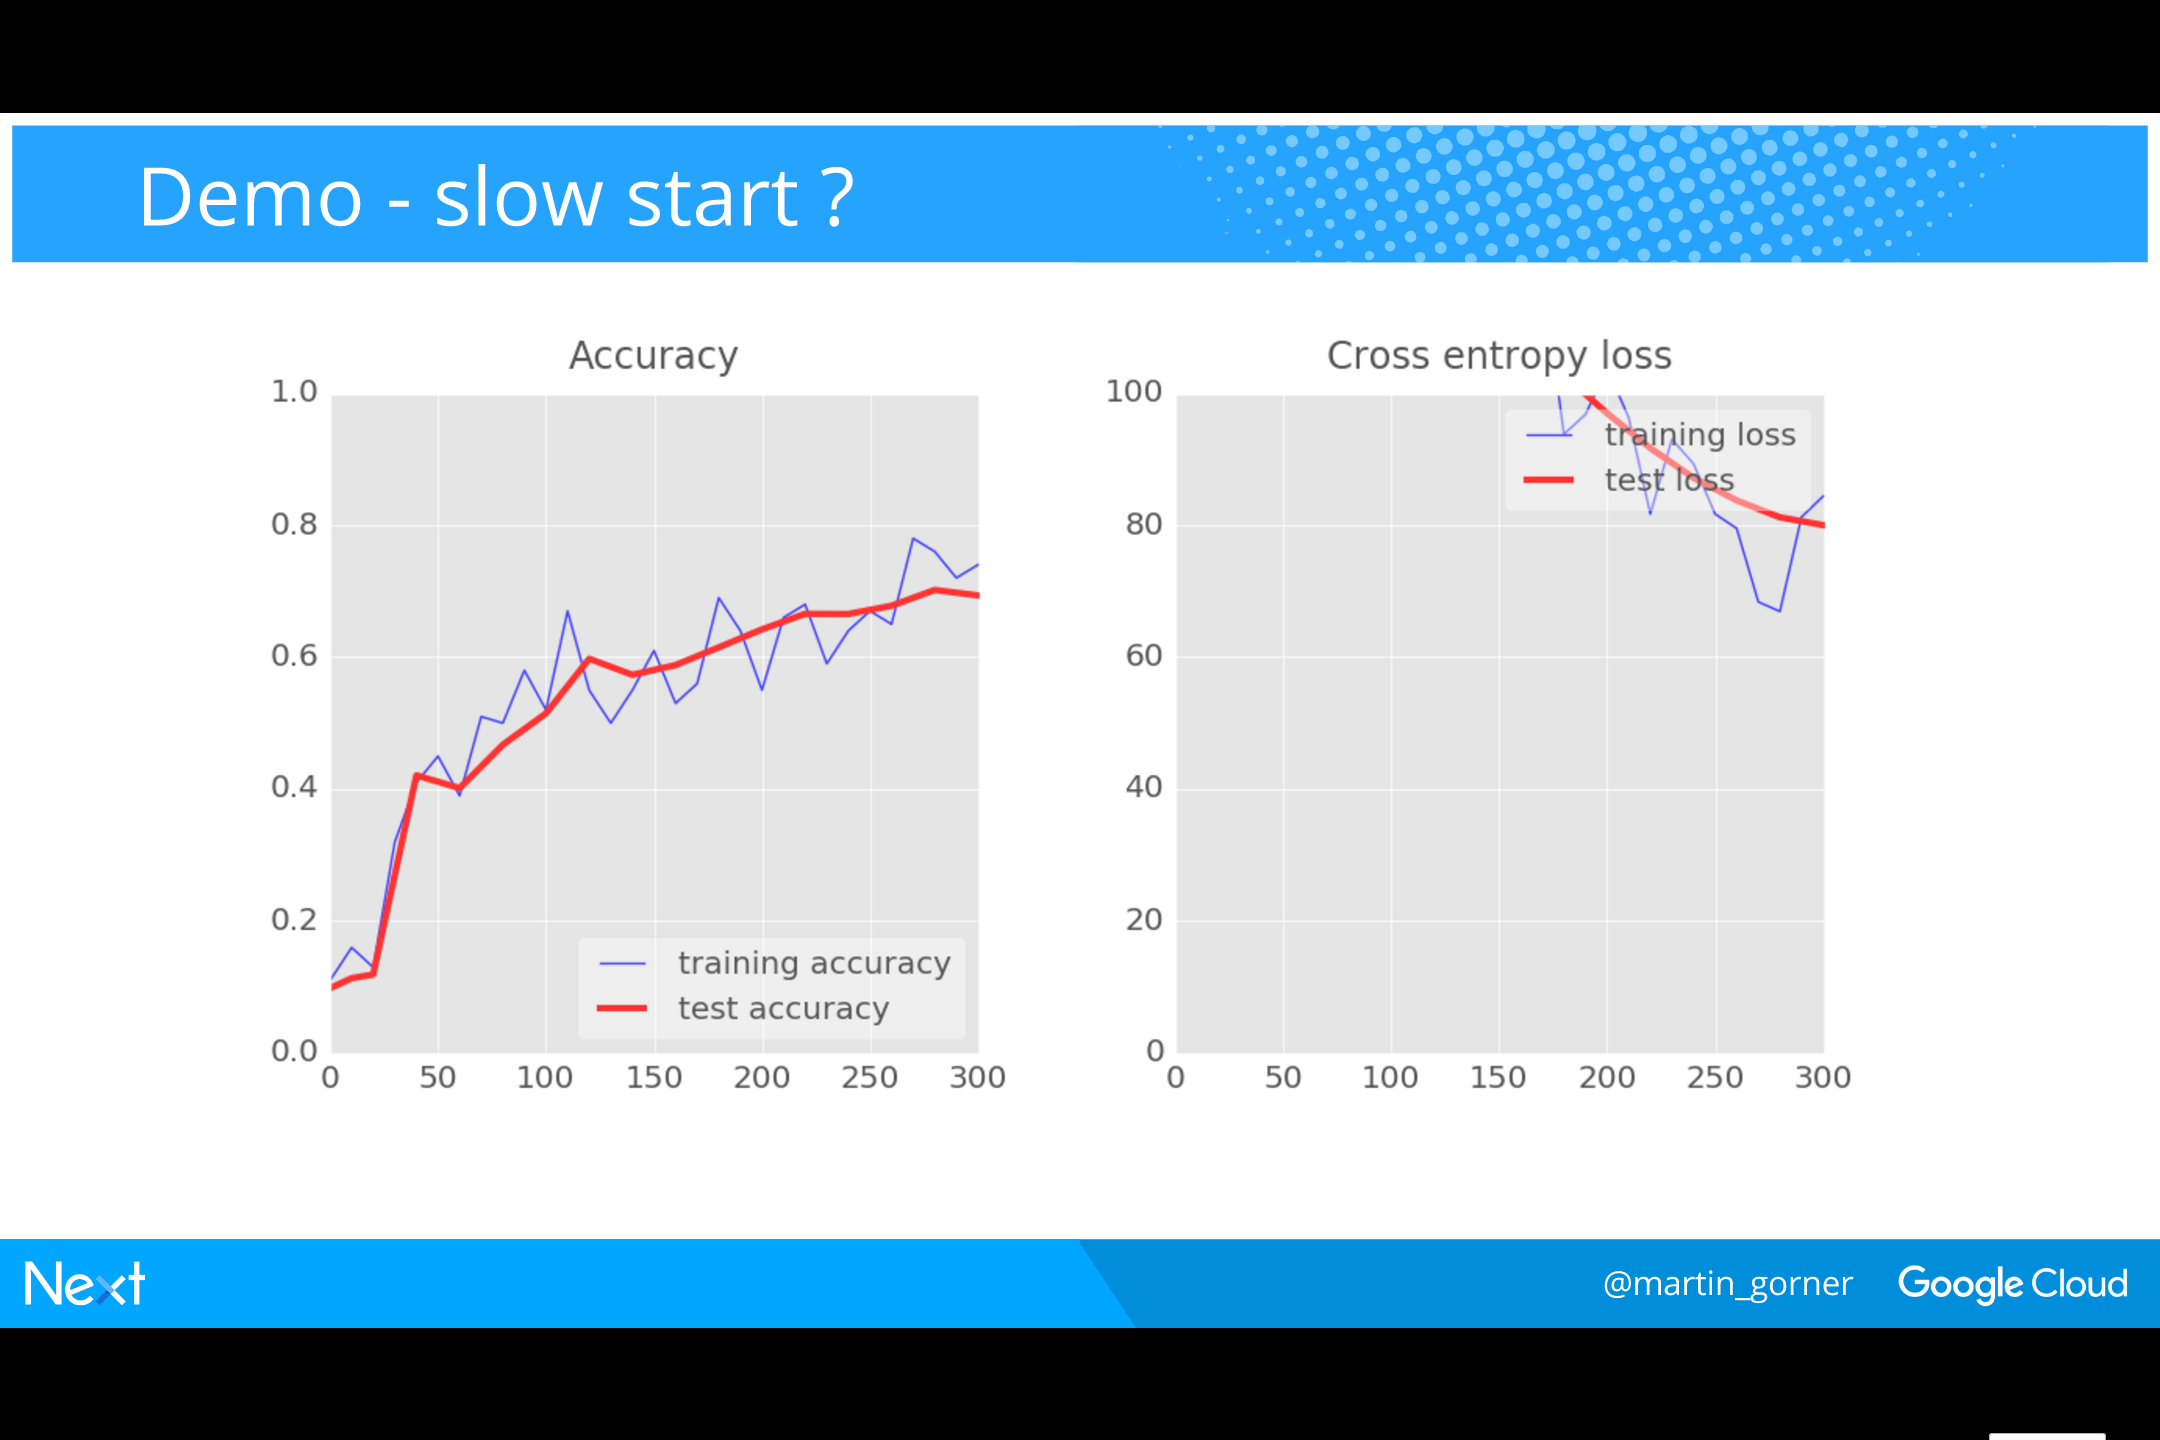 Demo - slow start ?
Accuracy
1.0
0.8
0.6
0.4
0.2
0.0
0 50 100 150 200 250 300
training accuracy
test accuracy
Cross entropy loss
100
80
60
40
20
0
0 50 100 150 200 250 300
training loss
test loss
Next
@martin_gorner Google Cloud